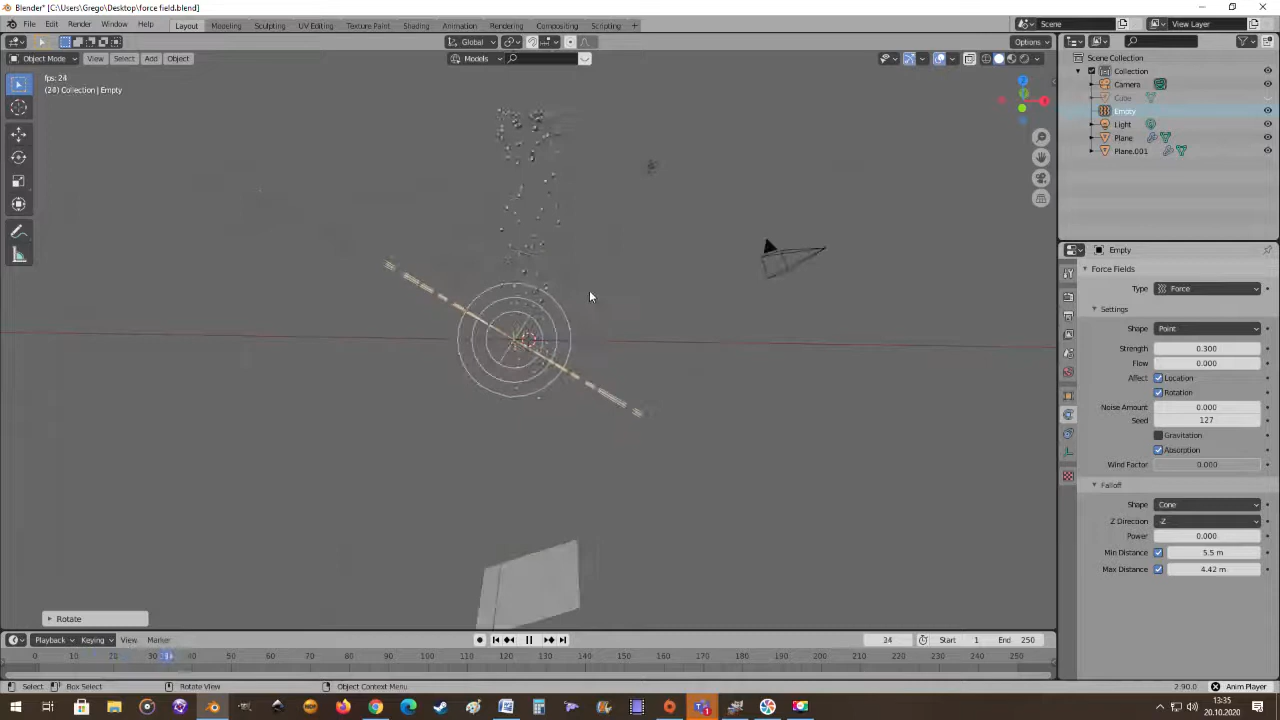 Blender* [C:\Users\Grego\Desktop\force field.blend]
File Edit Render Window Help Layout Modeling Sculpting UV Editing Texture Paint Shading Animation Rendering Compositing Scripting + Scene View Layer
Global Options
Object Mode View Select Add Object Models
fps: 24
(24) Collection | Empty
Scene Collection
Collection
Camera
Cube
Empty
Light
Plane
Plane.001
Empty
Force Fields
Type Force
Settings
Shape Point
Strength 0.300
Flow 0.000
Affect Location
Rotation
Noise Amount 0.000
Seed 127
Gravitation
Absorption
Wind Factor 0.000
Falloff
Shape Cone
Z Direction -Z
Power 0.000
Min Distance 5.5 m
Max Distance 4.42 m
Rotate
Playback Keying View Marker 34 Start 1 End 250
0 10 20 30 34 40 50 60 70 80 90 100 110 120 130 140 150 160 170 180 190 200 210 220 230 240 250
Select Box Select Rotate View Object Context Menu 2.90.0 Anim Player
13:35
20.10.2020